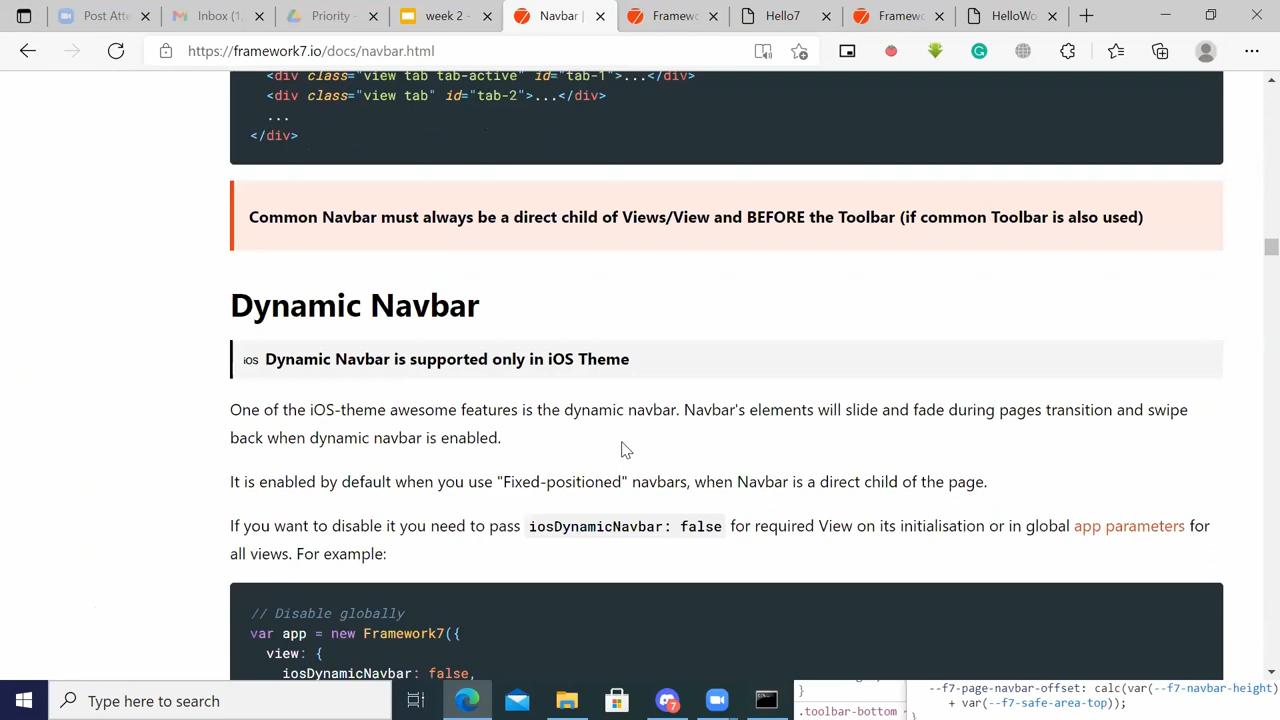 Post Atte
Inbox (1,
Priority -
week 2 -
Navbar |
Framewo
Hello7
Framewo
HelloWo
https://framework7.io/docs/navbar.html
<div class="view tab tab-active" id="tab-1">...</div>
<div class="view tab" id="tab-2">...</div>
...
</div>
Common Navbar must always be a direct child of Views/View and BEFORE the Toolbar (if common Toolbar is also used)
Dynamic Navbar
iOS Dynamic Navbar is supported only in iOS Theme
One of the iOS-theme awesome features is the dynamic navbar. Navbar's elements will slide and fade during pages transition and swipe
back when dynamic navbar is enabled.
It is enabled by default when you use "Fixed-positioned" navbars, when Navbar is a direct child of the page.
If you want to disable it you need to pass iosDynamicNavbar: false for required View on its initialisation or in global app parameters for
all views. For example:
// Disable globally
var app = new Framework7({
view: {
iosDynamicNavbar: false,
Type here to search
7
}
.toolbar-bottom
--f7-page-navbar-offset: calc(var(--f7-navbar-height)
+ var(--f7-safe-area-top));
}